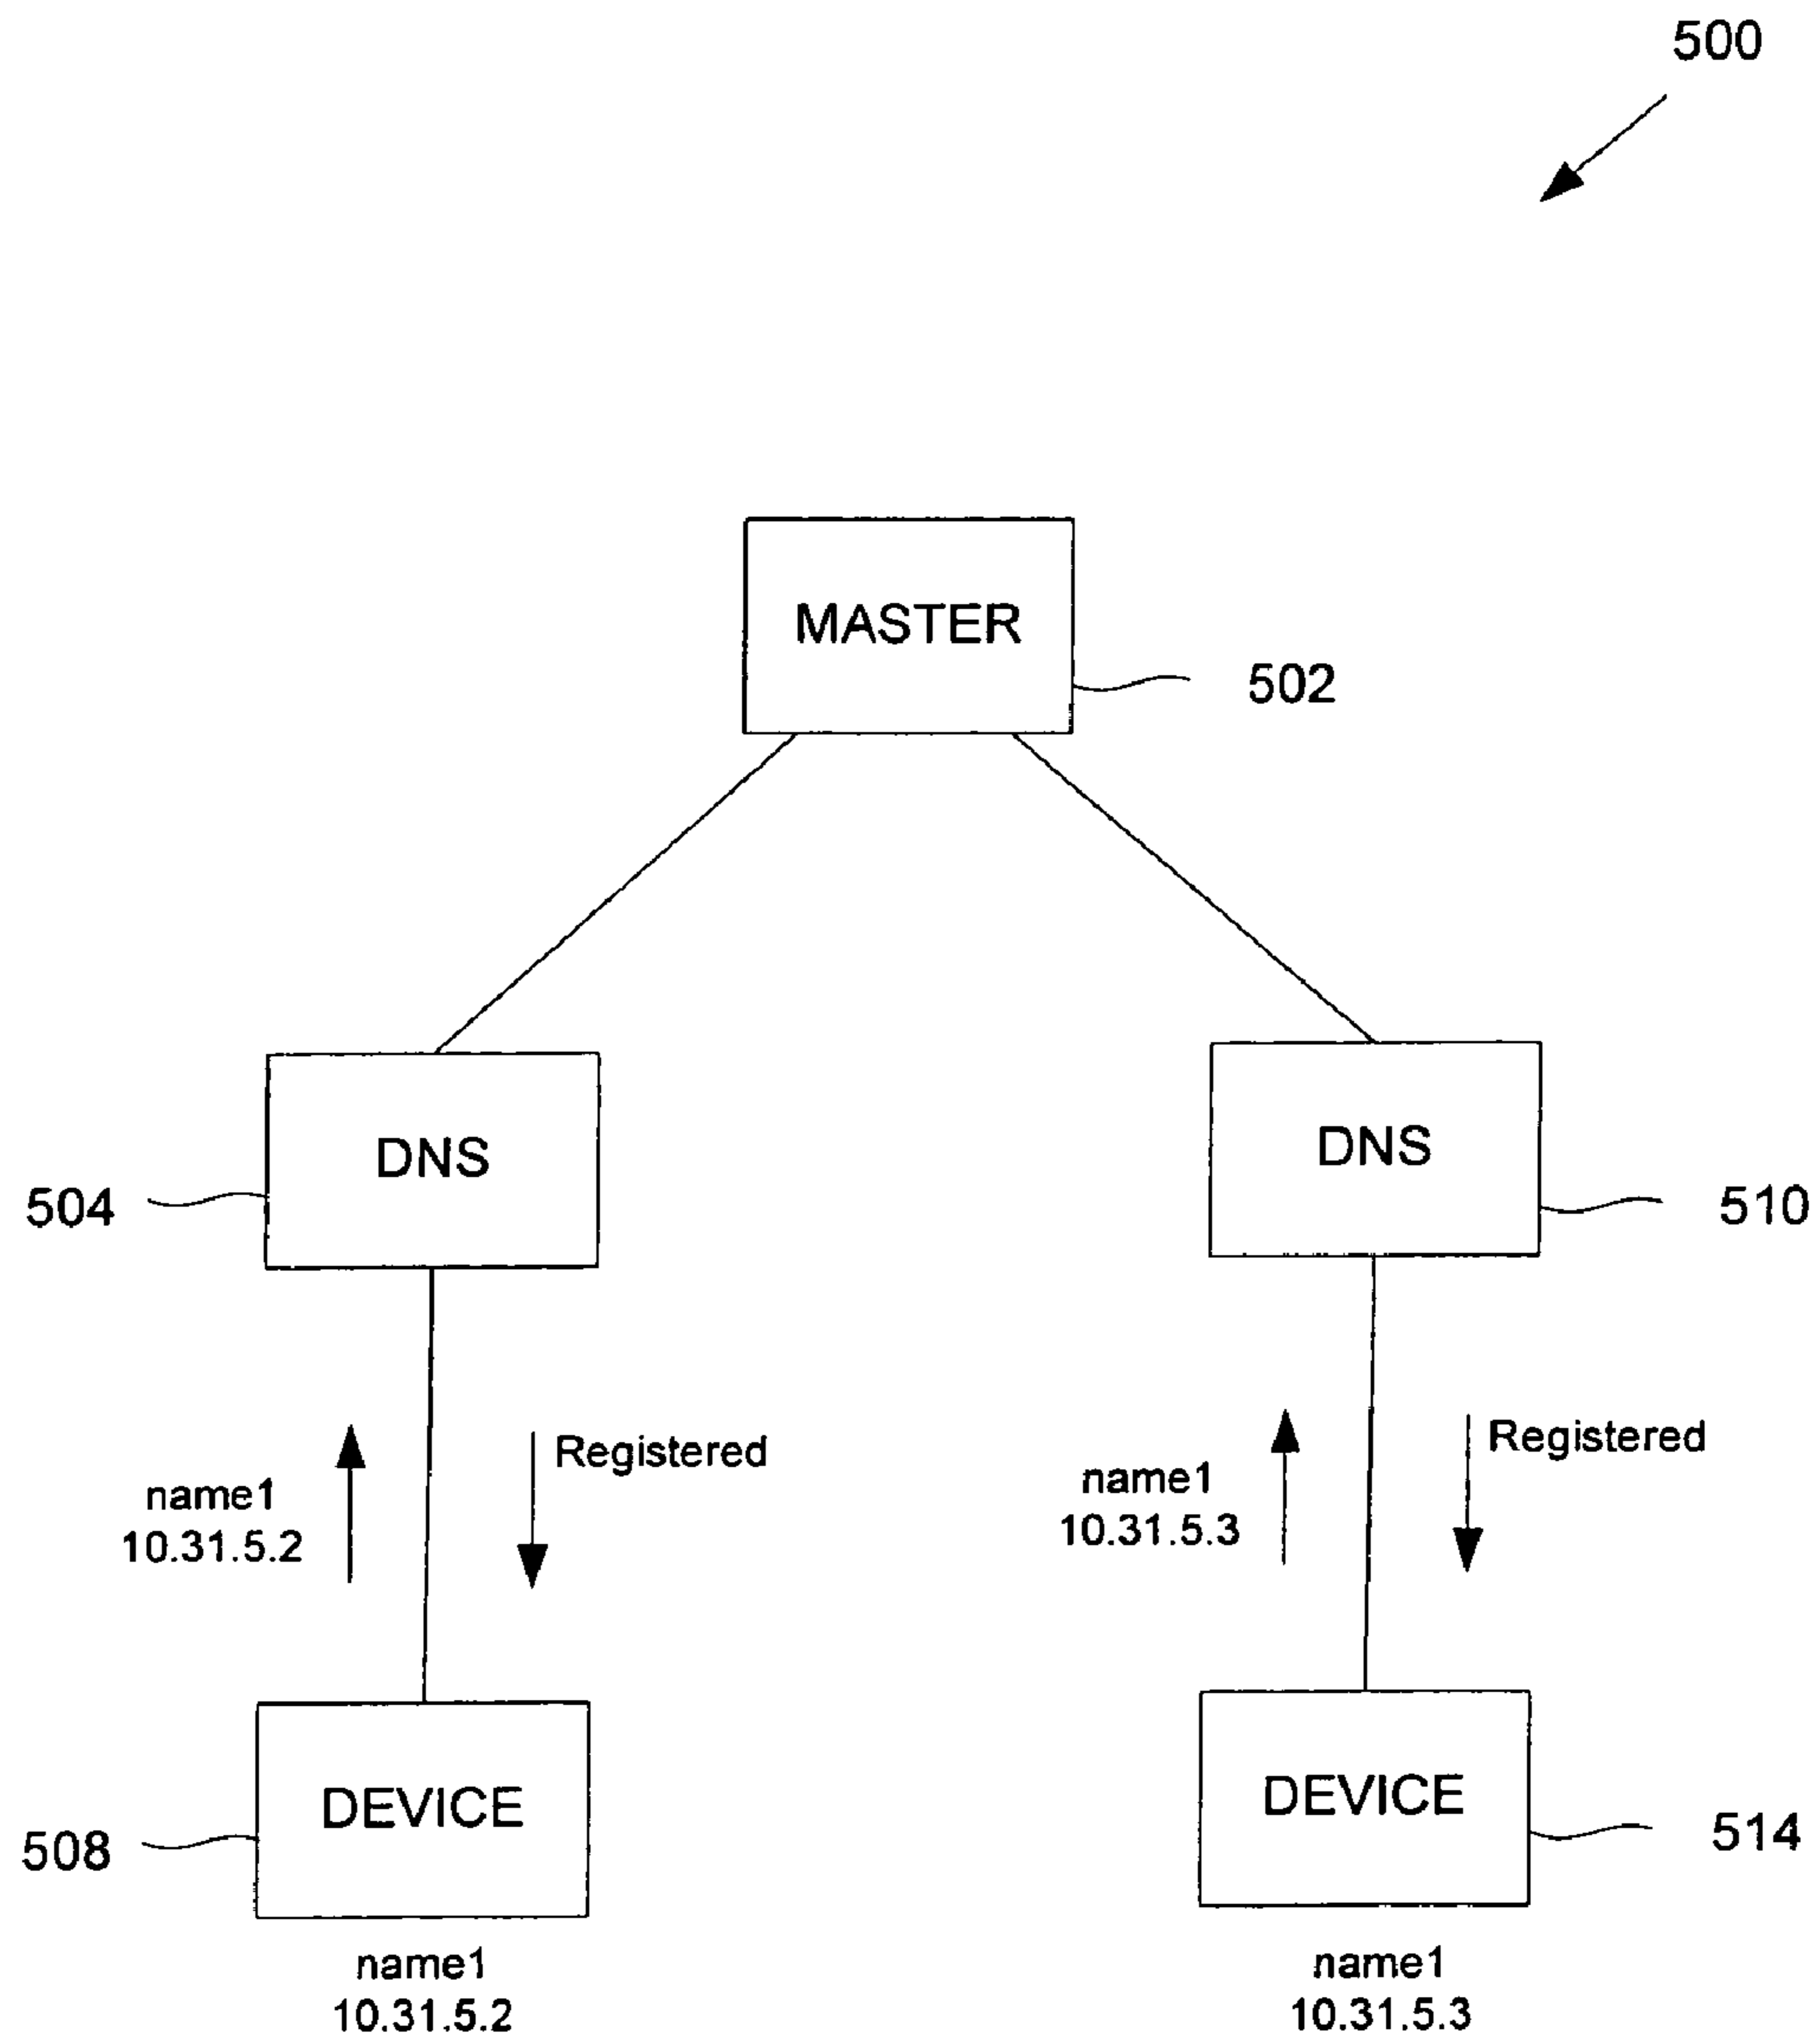 500
MASTER
502
DNS
504
DNS
510
name1
10.31.5.2
Registered
name1
10.31.5.3
Registered
DEVICE
508
name1
10.31.5.2
DEVICE
514
name1
10.31.5.3